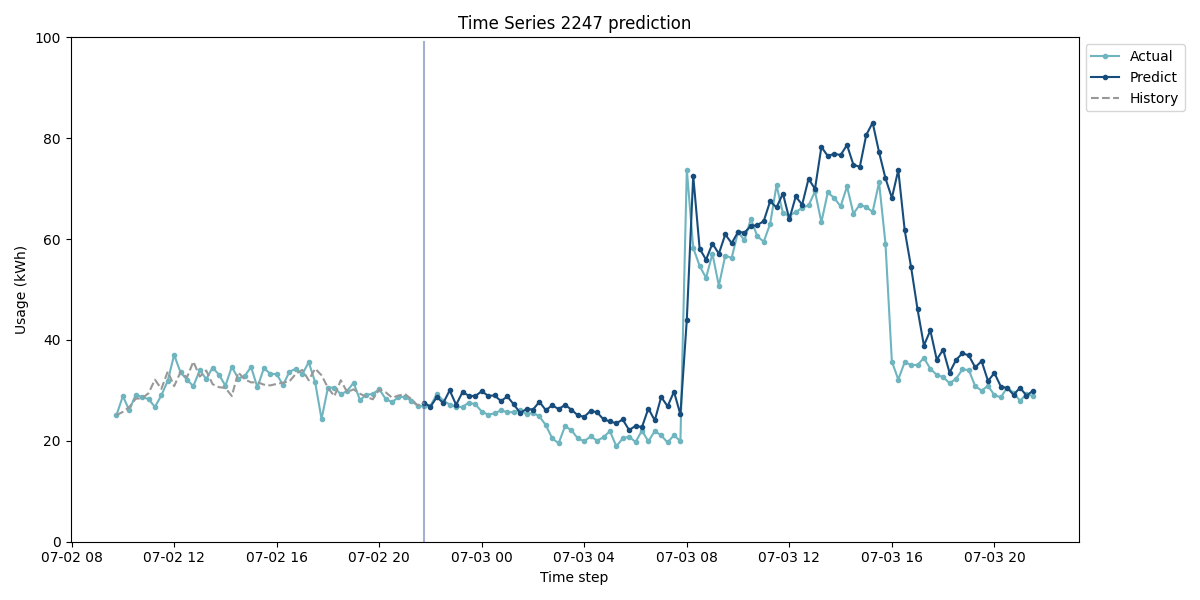 Time Series 2247 prediction
100
80
60
40
20
0
Usage (kWh)
07-02 08
07-02 12
07-02 16
07-02 20
07-03 00
07-03 04
07-03 08
07-03 12
07-03 16
07-03 20
Time step
Actual
Predict
History